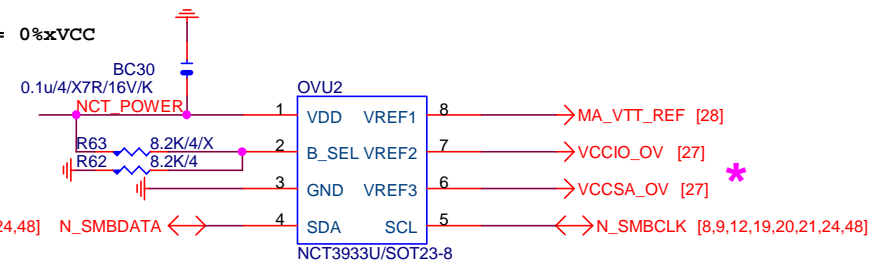 = 0%xVCC
BC30
0.1u/4/X7R/16V/K
OVU2
NCT_POWER
1 VDD VREF1 8 MA_VTT_REF [28]
R63 8.2K/4/X
2 B_SEL VREF2 7 VCCIO_OV [27]
R62 8.2K/4
3 GND VREF3 6 VCCSA_OV [27] *
24,48] N_SMBDATA 4 SDA SCL 5 N_SMBCLK [8,9,12,19,20,21,24,48]
NCT3933U/SOT23-8